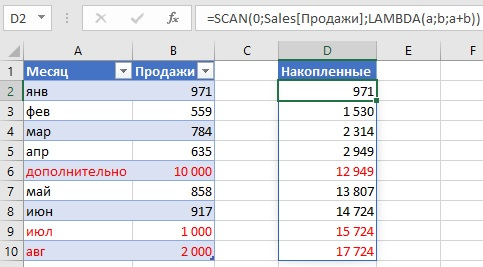 D2 fx =SCAN(0;Sales[Продажи];LAMBDA(a;b;a+b))
A B C D E
1 Месяц Продажи Накопленные
2 янв 971 971
3 фев 559 1 530
4 мар 784 2 314
5 апр 635 2 949
6 дополнительно 10 000 12 949
7 май 858 13 807
8 июн 917 14 724
9 июл 1 000 15 724
10 авг 2 000 17 724